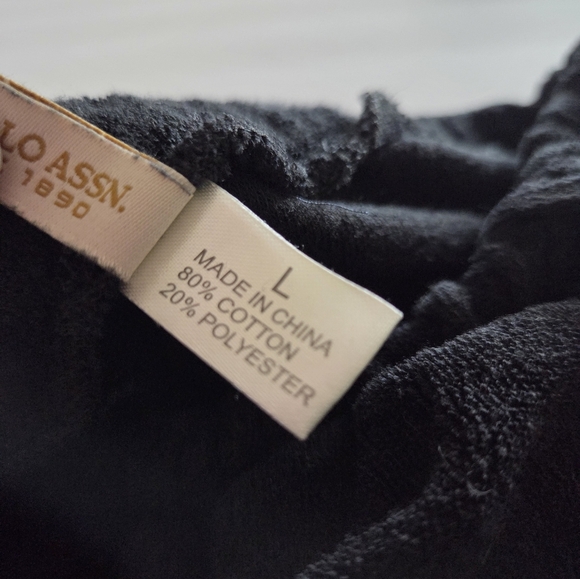 LO ASSN.
1890
L
MADE IN CHINA
80% COTTON
20% POLYESTER